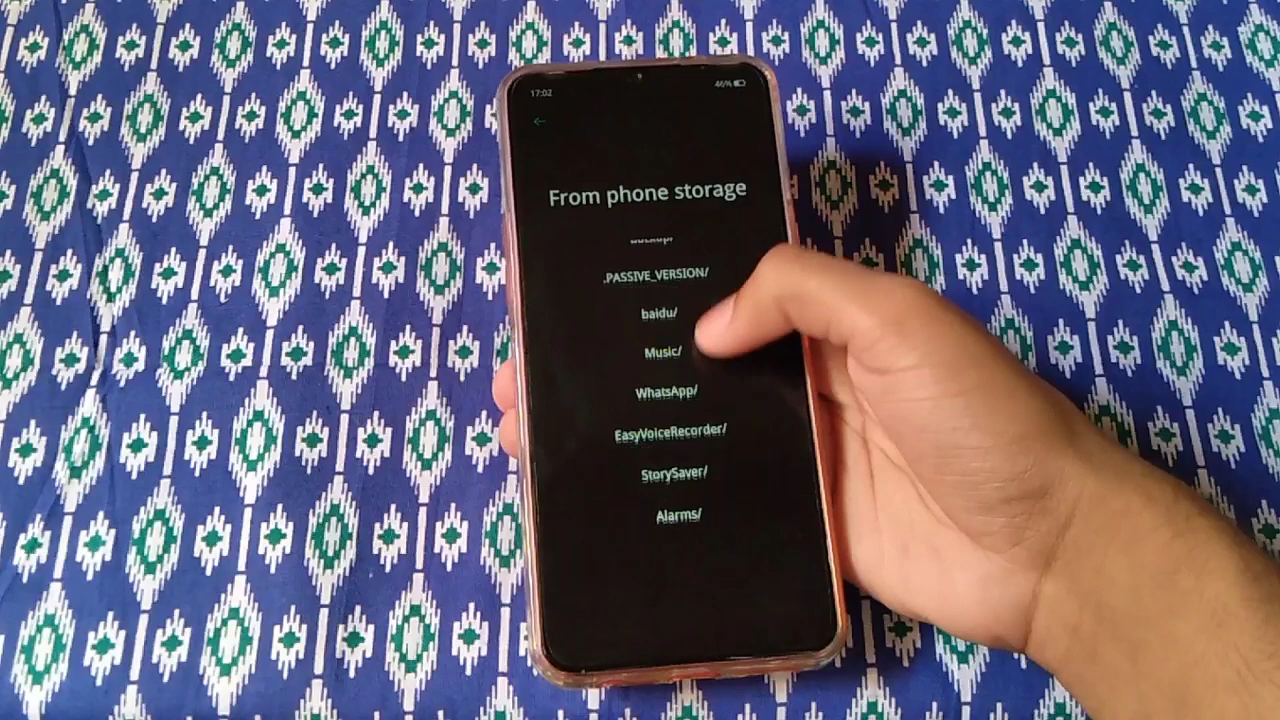 17:02
46%
From phone storage
.PASSIVE_VERSION/
baidu/
Music/
WhatsApp/
EasyVoiceRecorder/
StorySaver/
Alarms/